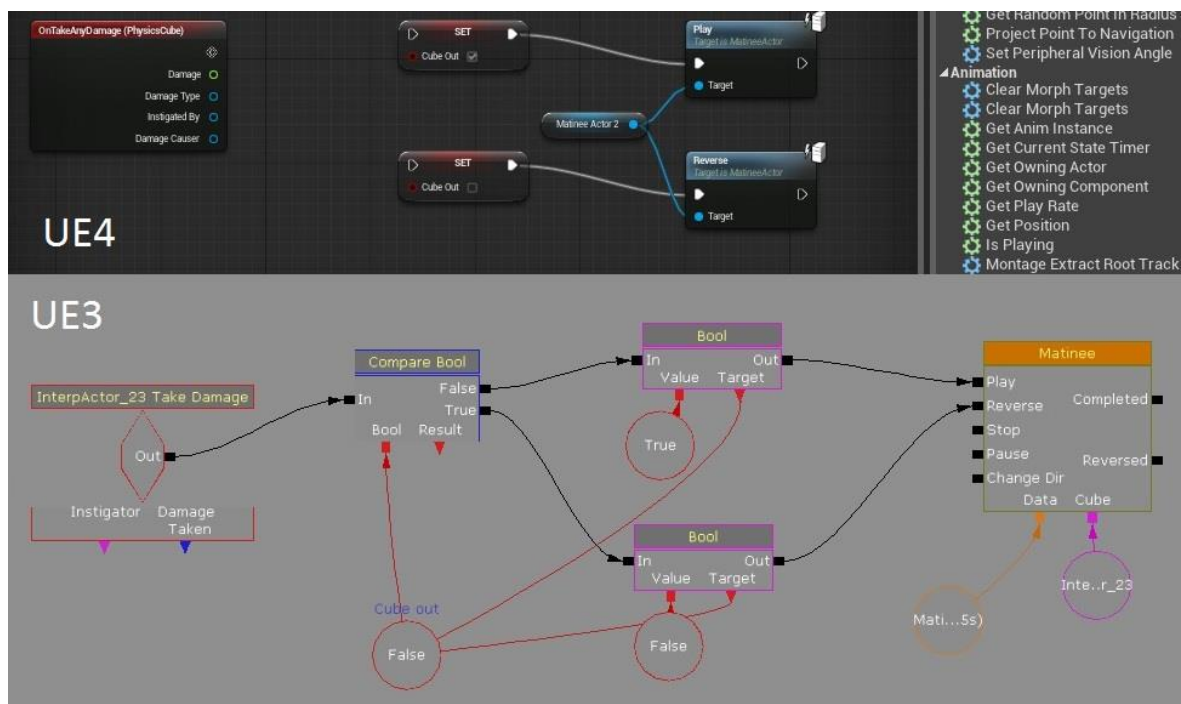 OnTakeAnyDamage (PhysicsCube)
Damage
Damage Type
Instigated By
Damage Causer
UE4
SET
Cube Out
SET
Cube Out
Matinee Actor 2
Play
Target is MatineeActor
Target
Reverse
Target is MatineeActor
Target
Get Random Point In Radius
Project Point To Navigation
Set Peripheral Vision Angle
Animation
Clear Morph Targets
Clear Morph Targets
Get Anim Instance
Get Current State Timer
Get Owning Actor
Get Owning Component
Get Play Rate
Get Position
Is Playing
Montage Extract Root Track
UE3
InterpActor_23 Take Damage
Out
Instigator Damage
Taken
Compare Bool
In
False
True
Bool Result
Cube out
False
Bool
In Out
Value Target
True
Bool
In Out
Value Target
False
Matinee
Play
Reverse Completed
Stop
Pause Reversed
Change Dir
Data Cube
Mati...5s)
Inte..r_23